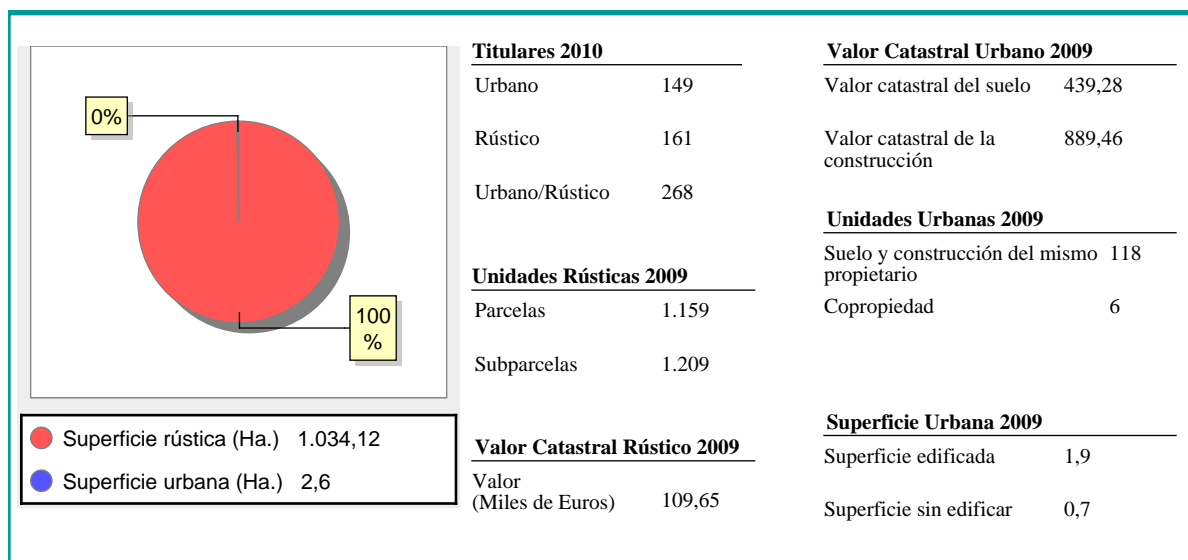 0%
100
%
Superficie rústica (Ha.) 1.034,12
Superficie urbana (Ha.) 2,6
Titulares 2010
Urbano 149
Rústico 161
Urbano/Rústico 268
Unidades Rústicas 2009
Parcelas 1.159
Subparcelas 1.209
Valor Catastral Rústico 2009
Valor
(Miles de Euros) 109,65
Valor Catastral Urbano 2009
Valor catastral del suelo 439,28
Valor catastral de la 889,46
construcción
Unidades Urbanas 2009
Suelo y construcción del mismo 118
propietario
Copropiedad 6
Superficie Urbana 2009
Superficie edificada 1,9
Superficie sin edificar 0,7